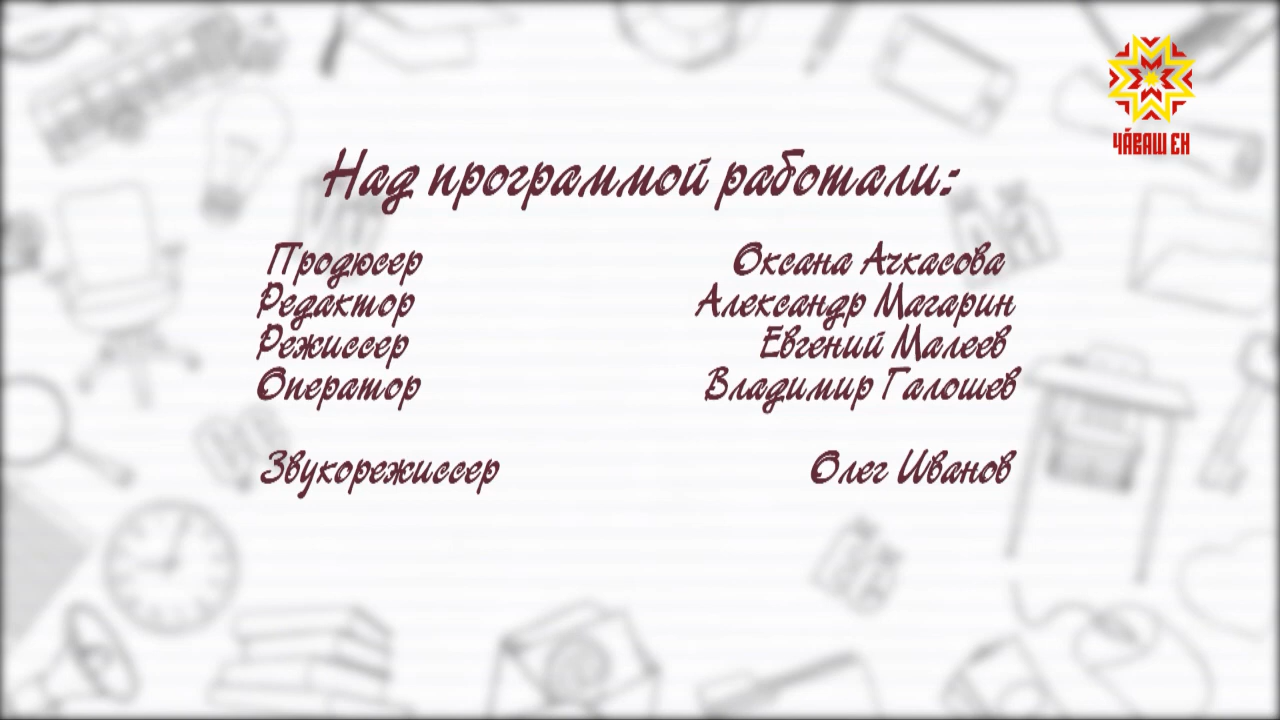 ЧӐВАШ ЕН
Над программой работали:
Продюсер Оксана Ачкасова
Редактор Александр Магарин
Режиссер Евгений Малеев
Оператор Владимир Галошев
Звукорежиссер Олег Иванов